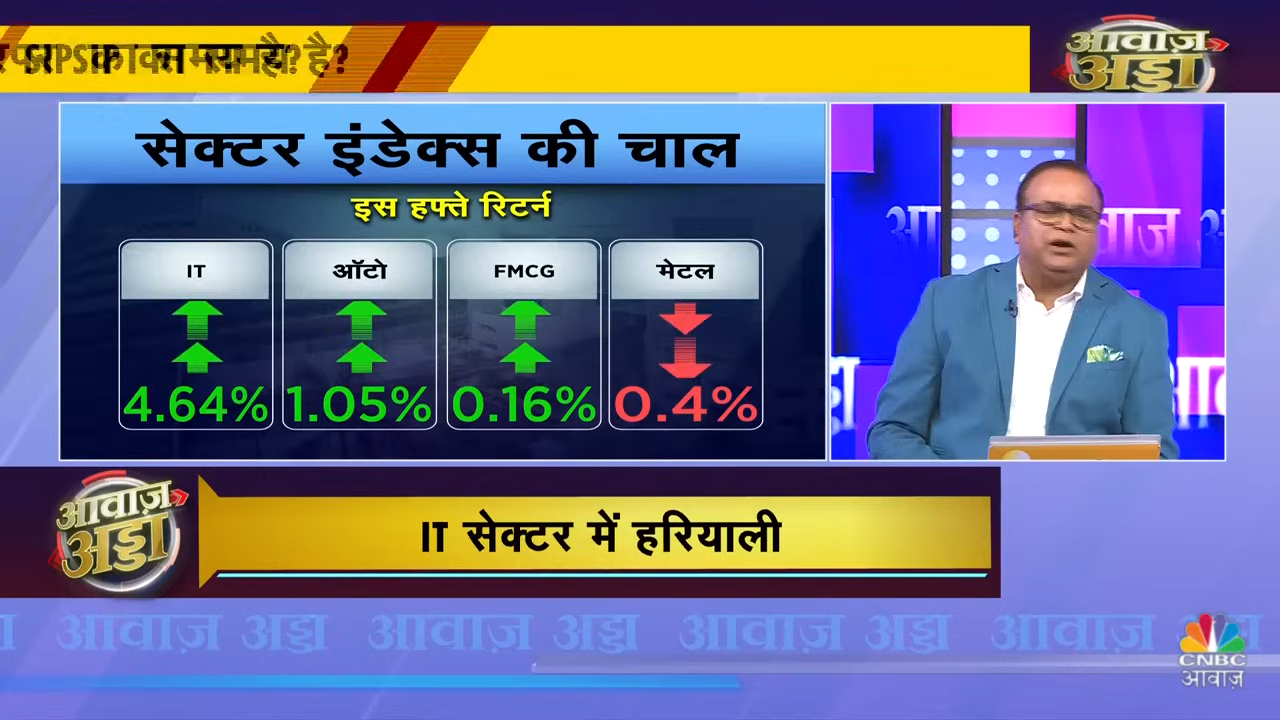 आवाज़
अड्डा
सेक्टर इंडेक्स की चाल
इस हफ्ते रिटर्न
IT
ऑटो
FMCG
मेटल
4.64%
1.05%
0.16%
0.4%
आवाज़
अड्डा
IT सेक्टर में हरियाली
आवाज़ अड्डा आवाज़ अड्डा आवाज़ अड्डा आवाज़ अड्डा
CNBC
आवाज़